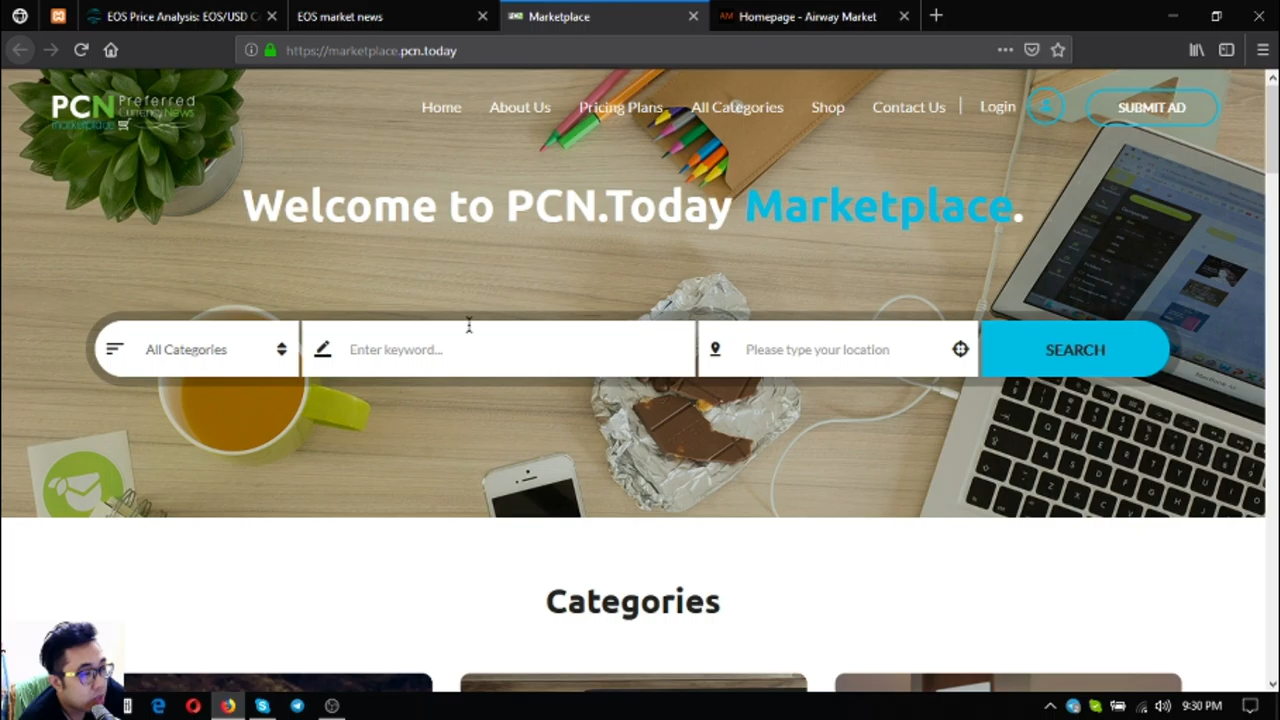 EOS Price Analysis: EOS/USD C
EOS market news
Marketplace
AM Homepage - Airway Market
https://marketplace.pcn.today
PCN Preferred
Currency News
marketplace
Home
About Us
Pricing Plans
All Categories
Shop
Contact Us
Login
SUBMIT AD
Welcome to PCN.Today Marketplace.
All Categories
Enter keyword...
Please type your location
SEARCH
Categories
9:30 PM